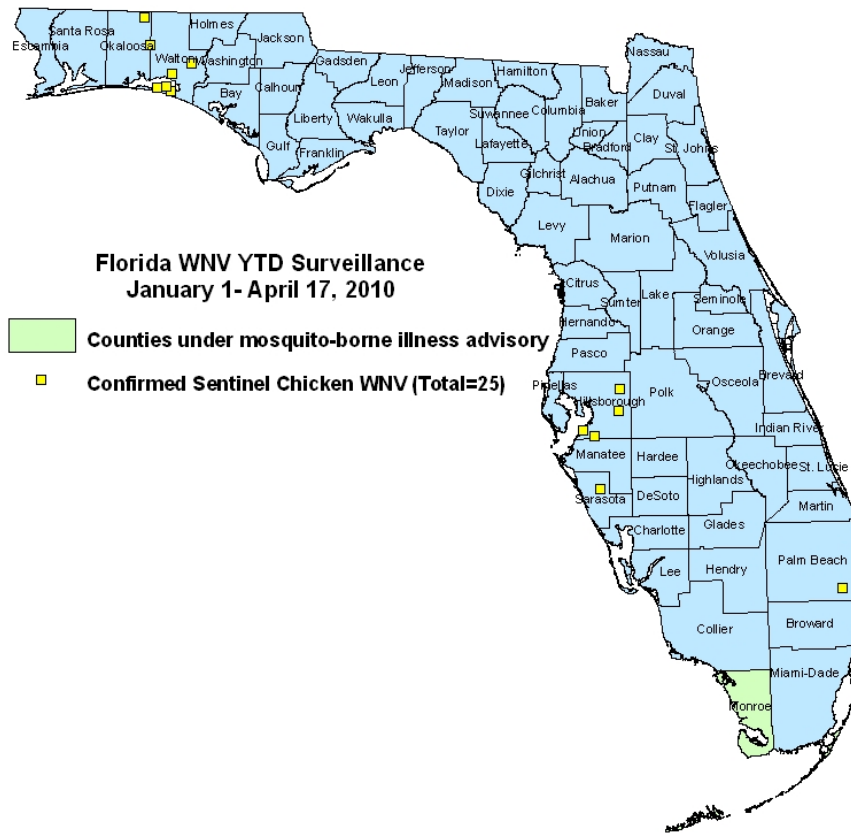 Holmes
Jackson
Santa Rosa
Escambia
Okaloosa
Walton
Washington
Bay
Calhoun
Gadsden
Leon
Jefferson
Madison
Hamilton
Nassau
Duval
Baker
Columbia
Suwannee
Liberty
Wakulla
Taylor
Lafayette
Union
Bradford
Clay
St. Johns
Gulf
Franklin
Gilchrist
Alachua
Putnam
Dixie
Flagler
Levy
Marion
Volusia
Florida WNV YTD Surveillance
January 1- April 17, 2010
Counties under mosquito-borne illness advisory
Confirmed Sentinel Chicken WNV (Total=25)
Citrus
Sumter
Lake
Seminole
Hernando
Orange
Pasco
Pinellas
Hillsborough
Polk
Osceola
Brevard
Indian River
Manatee
Hardee
Okeechobee
St. Lucie
Highlands
Sarasota
DeSoto
Martin
Charlotte
Glades
Lee
Hendry
Palm Beach
Collier
Broward
Miami-Dade
Monroe